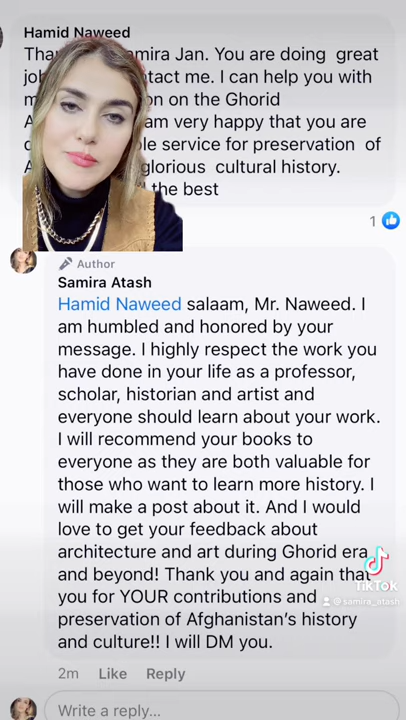 Hamid Naweed
amira Jan. You are doing great
ntact me. I can help you with
on on the Ghorid
am very happy that you are
service for preservation of
glorious cultural history.
the best
1
Author
Samira Atash
Hamid Naweed salaam, Mr. Naweed. I
am humbled and honored by your
message. I highly respect the work you
have done in your life as a professor,
scholar, historian and artist and
everyone should learn about your work.
I will recommend your books to
everyone as they are both valuable for
those who want to learn more history. I
will make a post about it. And I would
love to get your feedback about
architecture and art during Ghorid era
and beyond! Thank you and again that
you for YOUR contributions and
preservation of Afghanistan's history
and culture!! I will DM you.
TikTok
@samira_atash
2m Like Reply
Write a reply...